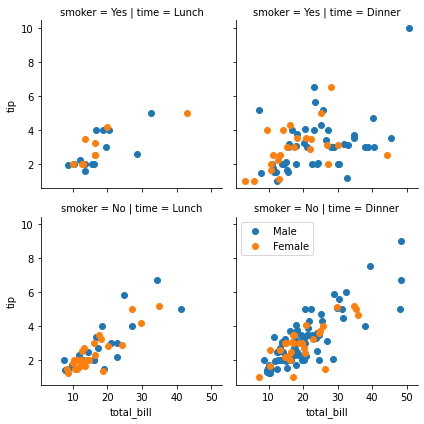 smoker = Yes | time = Lunch
smoker = Yes | time = Dinner
10
8
6
4
2
tip
smoker = No | time = Lunch
smoker = No | time = Dinner
10
8
6
4
2
tip
Male
Female
10 20 30 40 50
10 20 30 40 50
total_bill
total_bill